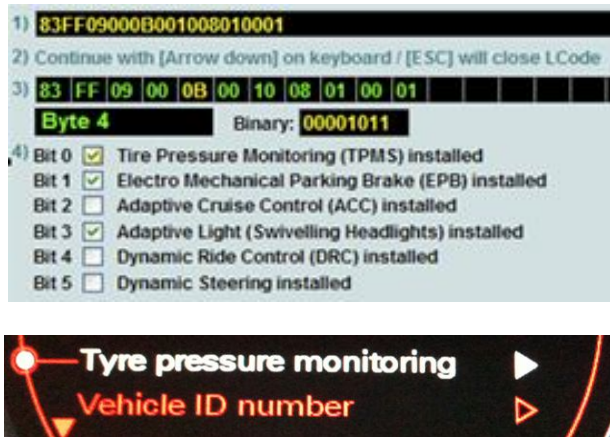 1) 83FF09000B001008010001
2) Continue with [Arrow down] on keyboard / [ESC] will close LCode
3) 83 FF 09 00 0B 00 10 08 01 00 01
Byte 4 Binary: 00001011
4) Bit 0 Tire Pressure Monitoring (TPMS) installed
Bit 1 Electro Mechanical Parking Brake (EPB) installed
Bit 2 Adaptive Cruise Control (ACC) installed
Bit 3 Adaptive Light (Swivelling Headlights) installed
Bit 4 Dynamic Ride Control (DRC) installed
Bit 5 Dynamic Steering installed
Tyre pressure monitoring
Vehicle ID number